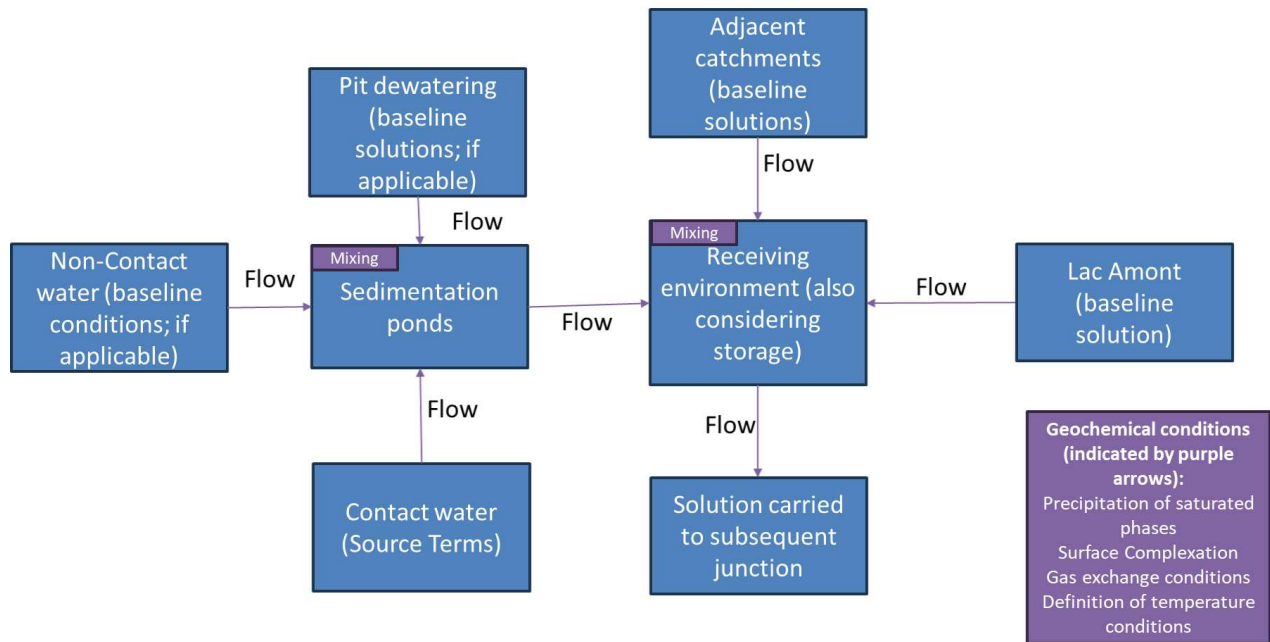 Adjacent
catchments
(baseline
solutions)
Pit dewatering
(baseline
solutions; if
applicable)
Flow
Flow
Non-Contact
water (baseline
conditions; if
applicable)
Flow
Mixing
Sedimentation
ponds
Flow
Mixing
Receiving
environment (also
considering
storage)
Flow
Lac Amont
(baseline
solution)
Flow
Contact water
(Source Terms)
Flow
Solution carried
to subsequent
junction
Geochemical conditions
(indicated by purple
arrows):
Precipitation of saturated
phases
Surface Complexation
Gas exchange conditions
Definition of temperature
conditions